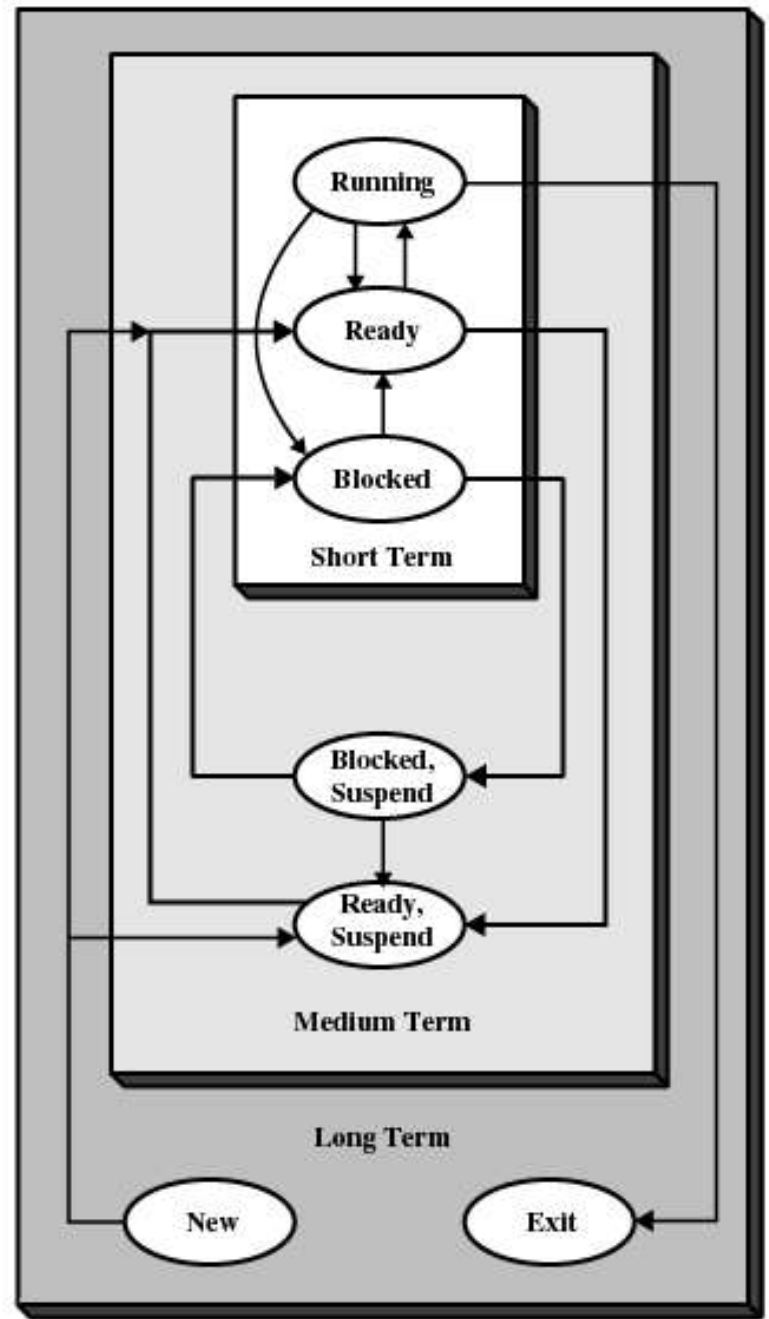 Running
Ready
Blocked
Short Term
Blocked,
Suspend
Ready,
Suspend
Medium Term
Long Term
New
Exit